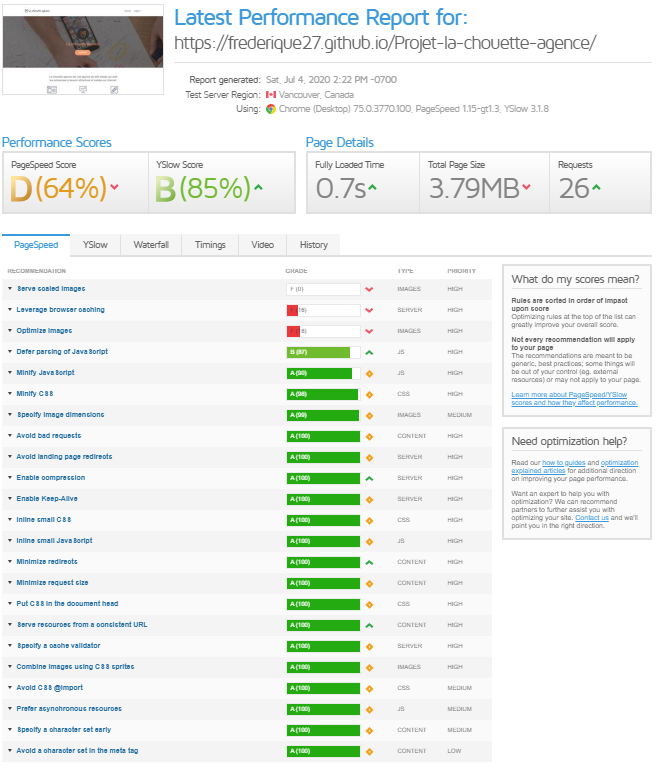 Latest Performance Report for:
https://frederique27.github.io/Projet-la-chouette-agence/
Report generated: Sat, Jul 4, 2020 2:22 PM -0700
Test Server Region: Vancouver, Canada
Using: Chrome (Desktop) 75.0.3770.100, PageSpeed 1.15-gt1.3, YSlow 3.1.8
Performance Scores
Page Details
PageSpeed Score
YSlow Score
Fully Loaded Time
Total Page Size
Requests
D (64%)
B (85%)
0.7s
3.79MB
26
PageSpeed YSlow Waterfall Timings Video History
RECOMMENDATION GRADE TYPE PRIORITY
Serve scaled images F (0) IMAGES HIGH
Leverage browser caching F (18) SERVER HIGH
Optimize images IMAGES HIGH
Defer parsing of JavaScript B (87) JS HIGH
Minify JavaScript A (90) JS HIGH
Minify CSS A (98) CSS HIGH
Specify image dimensions A (99) IMAGES MEDIUM
Avoid bad requests A (100) CONTENT HIGH
Avoid landing page redirects A (100) SERVER HIGH
Enable compression A (100) SERVER HIGH
Enable Keep-Alive A (100) SERVER HIGH
Inline small CSS A (100) CSS HIGH
Inline small JavaScript A (100) JS HIGH
Minimize redirects A (100) CONTENT HIGH
Minimize request size A (100) CONTENT HIGH
Put CSS in the document head A (100) CSS HIGH
Serve resources from a consistent URL A (100) CONTENT HIGH
Specify a cache validator A (100) SERVER HIGH
Combine images using CSS sprites A (100) IMAGES HIGH
Avoid CSS @import A (100) CSS MEDIUM
Prefer asynchronous resources A (100) JS MEDIUM
Specify a character set early A (100) CONTENT MEDIUM
Avoid a character set in the meta tag A (100) CONTENT LOW
What do my scores mean?
Rules are sorted in order of impact
upon score
Optimizing rules at the top of the list can
greatly improve your overall score.
Not every recommendation will apply
to your page
The recommendations are meant to be
generic, best practices; some things will
be out of your control (eg. external
resources) or may not apply to your page.
Learn more about PageSpeed/YSlow
scores and how they affect performance.
Need optimization help?
Read our how to guides and optimization
explained articles for additional direction
on improving your page performance.
Want an expert to help you with
optimization? We can recommend
partners to further assist you with
optimizing your site. Contact us and we'll
point you in the right direction.